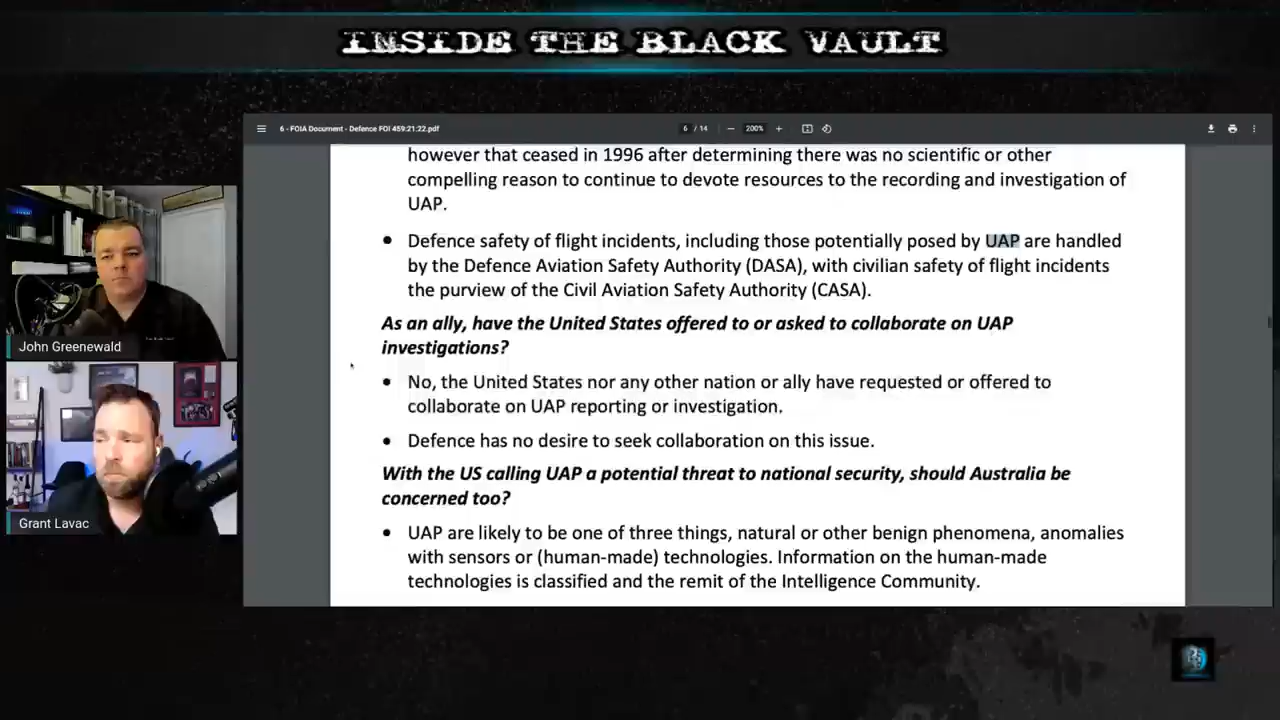 INSIDE THE BLACK VAULT
6 - FOIA Document - Defence FOI 459:21:22.pdf
6 / 14
200%
however that ceased in 1996 after determining there was no scientific or other
compelling reason to continue to devote resources to the recording and investigation of
UAP.
• Defence safety of flight incidents, including those potentially posed by UAP are handled
by the Defence Aviation Safety Authority (DASA), with civilian safety of flight incidents
the purview of the Civil Aviation Safety Authority (CASA).
As an ally, have the United States offered to or asked to collaborate on UAP
investigations?
• No, the United States nor any other nation or ally have requested or offered to
collaborate on UAP reporting or investigation.
• Defence has no desire to seek collaboration on this issue.
With the US calling UAP a potential threat to national security, should Australia be
concerned too?
• UAP are likely to be one of three things, natural or other benign phenomena, anomalies
with sensors or (human-made) technologies. Information on the human-made
technologies is classified and the remit of the Intelligence Community.
John Greenewald
Grant Lavac